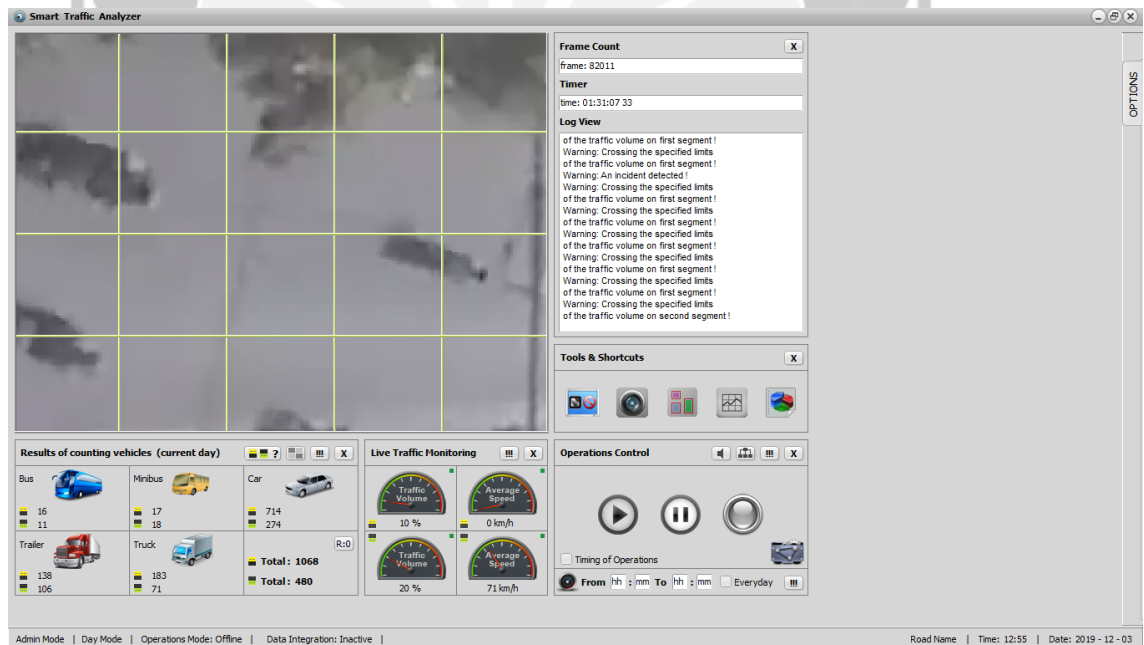 Smart Traffic Analyzer
Frame Count
X
frame: 82011
Timer
time: 01:31:07 33
Log View
of the traffic volume on first segment !
Warning: Crossing the specified limits
of the traffic volume on first segment !
Warning: An incident detected !
Warning: Crossing the specified limits
of the traffic volume on first segment !
Warning: Crossing the specified limits
of the traffic volume on first segment !
Warning: Crossing the specified limits
of the traffic volume on first segment !
Warning: Crossing the specified limits
of the traffic volume on first segment !
Warning: Crossing the specified limits
of the traffic volume on first segment !
Warning: Crossing the specified limits
of the traffic volume on second segment !
OPTIONS
Tools & Shortcuts
X
Results of counting vehicles (current day)
? !!! X
Bus
16
11
Minibus
17
18
Car
714
274
Trailer
138
106
Truck
183
71
R:0
Total : 1068
Total : 480
Live Traffic Monitoring
!!! X
Traffic Volume
10 %
Average Speed
0 km/h
Traffic Volume
20 %
Average Speed
71 km/h
Operations Control
!!! X
Timing of Operations
From hh : mm To hh : mm Everyday !!!
Admin Mode | Day Mode | Operations Mode: Offline | Data Integration: Inactive |
Road Name | Time: 12:55 | Date: 2019 - 12 - 03